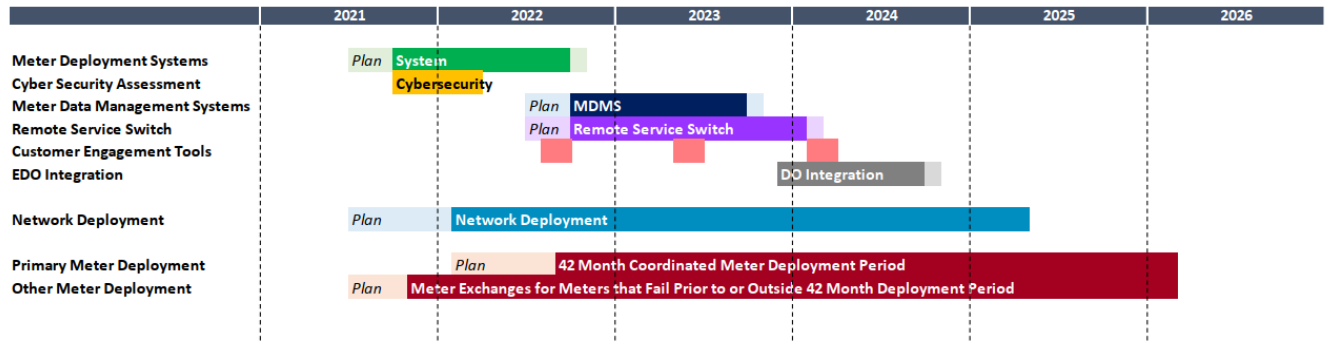 2021 2022 2023 2024 2025 2026
Meter Deployment Systems Plan System
Cyber Security Assessment Cybersecurity
Meter Data Management Systems Plan MDMS
Remote Service Switch Plan Remote Service Switch
Customer Engagement Tools
EDO Integration DO Integration
Network Deployment Plan Network Deployment
Primary Meter Deployment Plan 42 Month Coordinated Meter Deployment Period
Other Meter Deployment Plan Meter Exchanges for Meters that Fail Prior to or Outside 42 Month Deployment Period